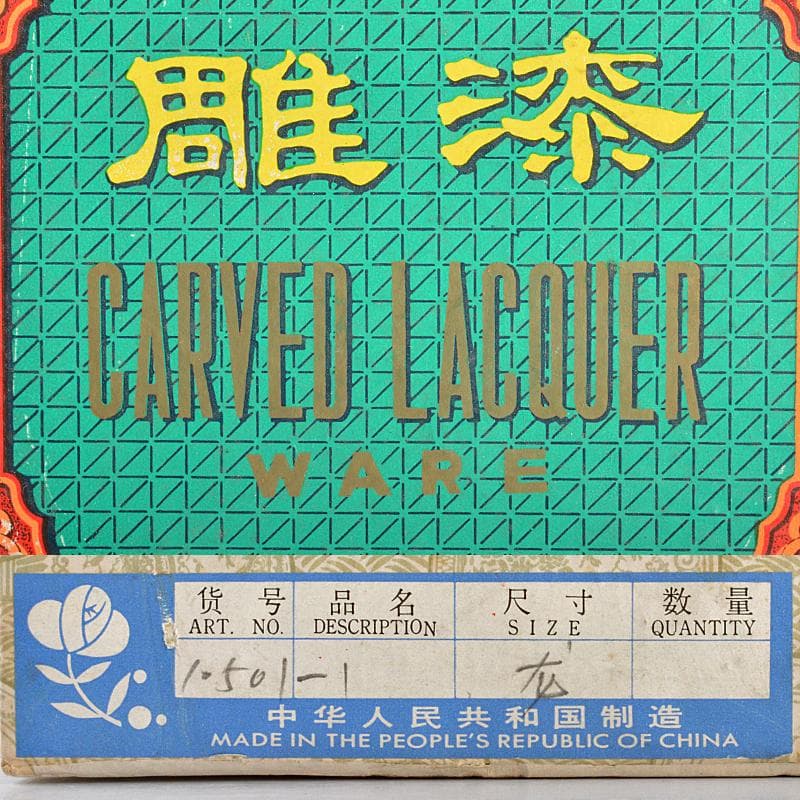 雕漆
CARVED LACQUER
WARE
货号 品名 尺寸 数量
ART. NO. DESCRIPTION SIZE QUANTITY
1·501-1
中华人民共和国制造
MADE IN THE PEOPLE'S REPUBLIC OF CHINA